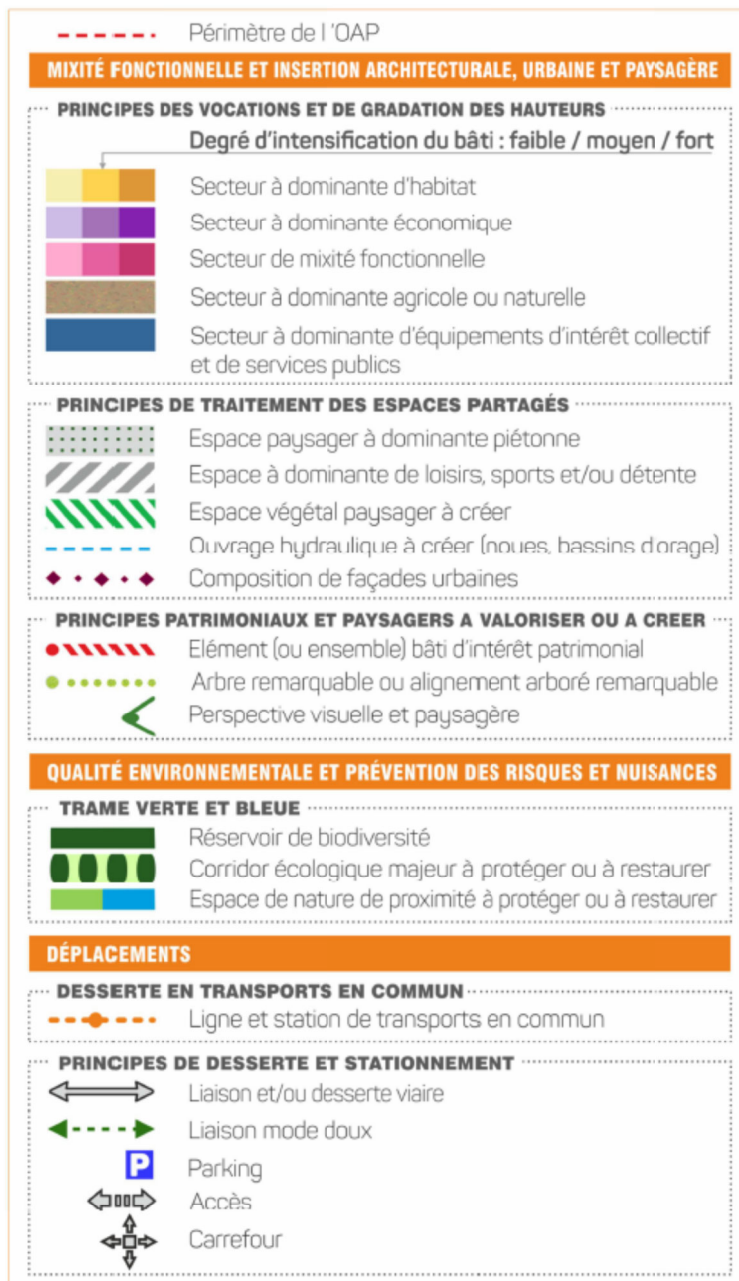 Périmètre de l 'OAP
MIXITÉ FONCTIONNELLE ET INSERTION ARCHITECTURALE, URBAINE ET PAYSAGÈRE
PRINCIPES DES VOCATIONS ET DE GRADATION DES HAUTEURS
Degré d'intensification du bâti : faible / moyen / fort
Secteur à dominante d'habitat
Secteur à dominante économique
Secteur de mixité fonctionnelle
Secteur à dominante agricole ou naturelle
Secteur à dominante d'équipements d'intérêt collectif
et de services publics
PRINCIPES DE TRAITEMENT DES ESPACES PARTAGÉS
Espace paysager à dominante piétonne
Espace à dominante de loisirs, sports et/ou détente
Espace végétal paysager à créer
Ouvrage hydraulique à créer (noues, bassins d'orage)
Composition de façades urbaines
PRINCIPES PATRIMONIAUX ET PAYSAGERS A VALORISER OU A CREER
Elément (ou ensemble) bâti d'intérêt patrimonial
Arbre remarquable ou alignement arboré remarquable
Perspective visuelle et paysagère
QUALITÉ ENVIRONNEMENTALE ET PRÉVENTION DES RISQUES ET NUISANCES
TRAME VERTE ET BLEUE
Réservoir de biodiversité
Corridor écologique majeur à protéger ou à restaurer
Espace de nature de proximité à protéger ou à restaurer
DÉPLACEMENTS
DESSERTE EN TRANSPORTS EN COMMUN
Ligne et station de transports en commun
PRINCIPES DE DESSERTE ET STATIONNEMENT
Liaison et/ou desserte viaire
Liaison mode doux
P Parking
Accès
Carrefour